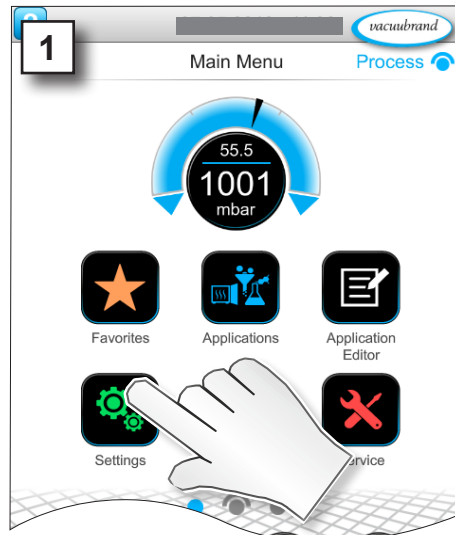 1
vacuubrand
Main Menu
Process
55.5
1001
mbar
Favorites
Applications
Application
Editor
Settings
ervice